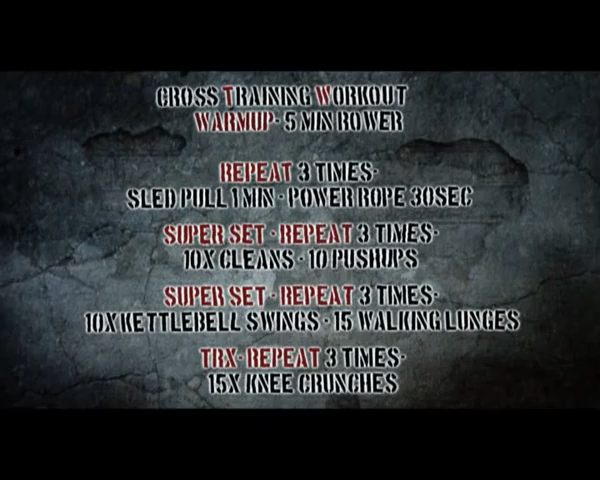 CROSS TRAINING WORKOUT
WARMUP- 5 MIN ROWER
REPEAT 3 TIMES-
SLED PULL 1 MIN - POWER ROPE 30SEC
SUPER SET - REPEAT 3 TIMES-
10X CLEANS - 10 PUSHUPS
SUPER SET - REPEAT 3 TIMES-
10X KETTLEBELL SWINGS - 15 WALKING LUNGES
TRX- REPEAT 3 TIMES-
15X KNEE CRUNCHES